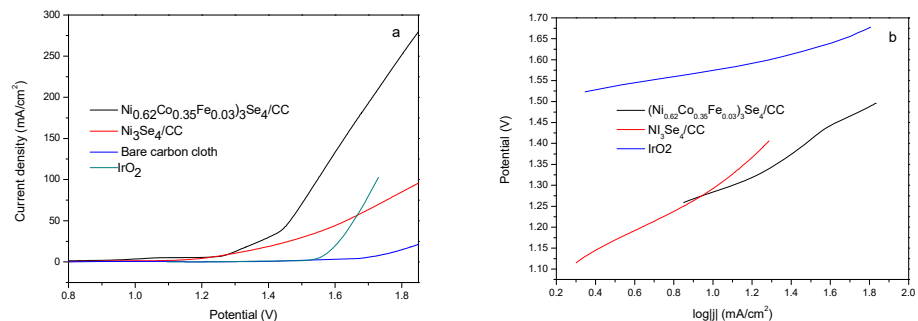 a
300
250
200
150
100
50
0
Current density (mA/cm²)
Ni₀.₆₂Co₀.₃₅Fe₀.₀₃)₃Se₄/CC
Ni₃Se₄/CC
Bare carbon cloth
IrO₂
0.8 1.0 1.2 1.4 1.6 1.8
Potential (V)
b
1.70
1.65
1.60
1.55
1.50
1.45
1.40
1.35
1.30
1.25
1.20
1.15
1.10
Potential (V)
(Ni₀.₆₂Co₀.₃₅Fe₀.₀₃)₃Se₄/CC
NI₃Se₄/CC
IrO2
0.2 0.4 0.6 0.8 1.0 1.2 1.4 1.6 1.8 2.0
log|j| (mA/cm²)